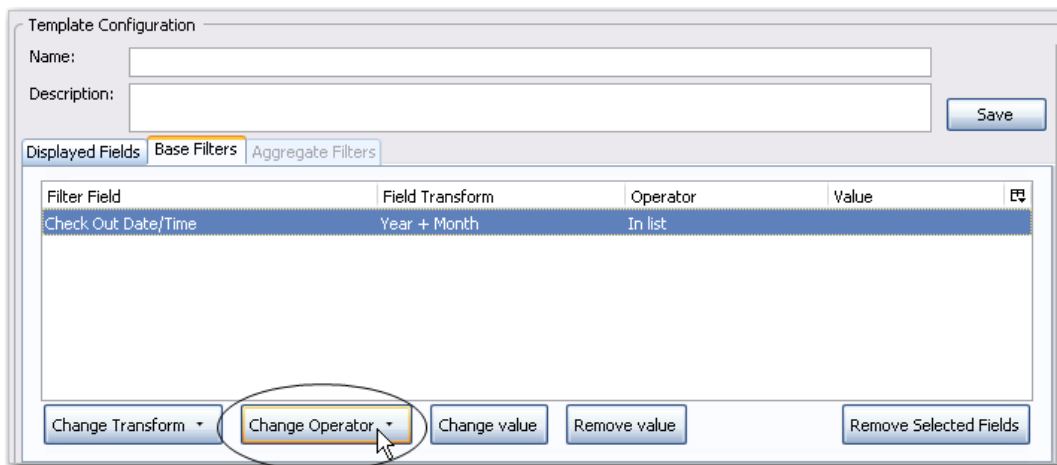 Template Configuration
Name:
Description:
Save
Displayed Fields Base Filters Aggregate Filters
Filter Field Field Transform Operator Value
Check Out Date/Time Year + Month In list
Change Transform Change Operator Change value Remove value Remove Selected Fields